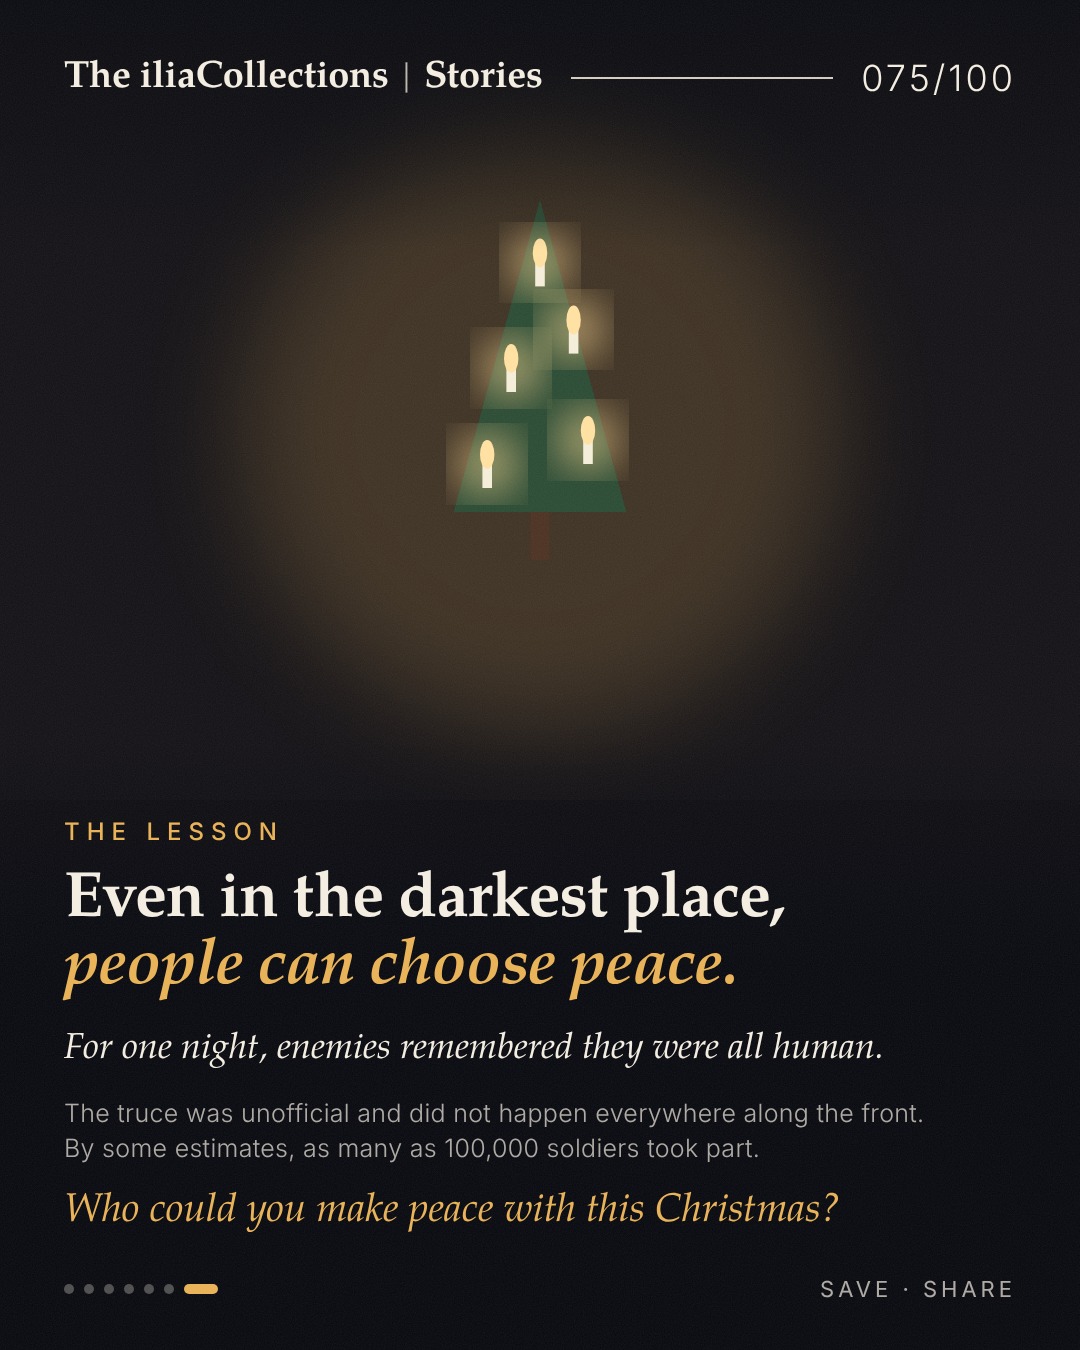 The iliaCollections | Stories 075/100
THE LESSON
Even in the darkest place,
people can choose peace.
For one night, enemies remembered they were all human.
The truce was unofficial and did not happen everywhere along the front.
By some estimates, as many as 100,000 soldiers took part.
Who could you make peace with this Christmas?
SAVE · SHARE